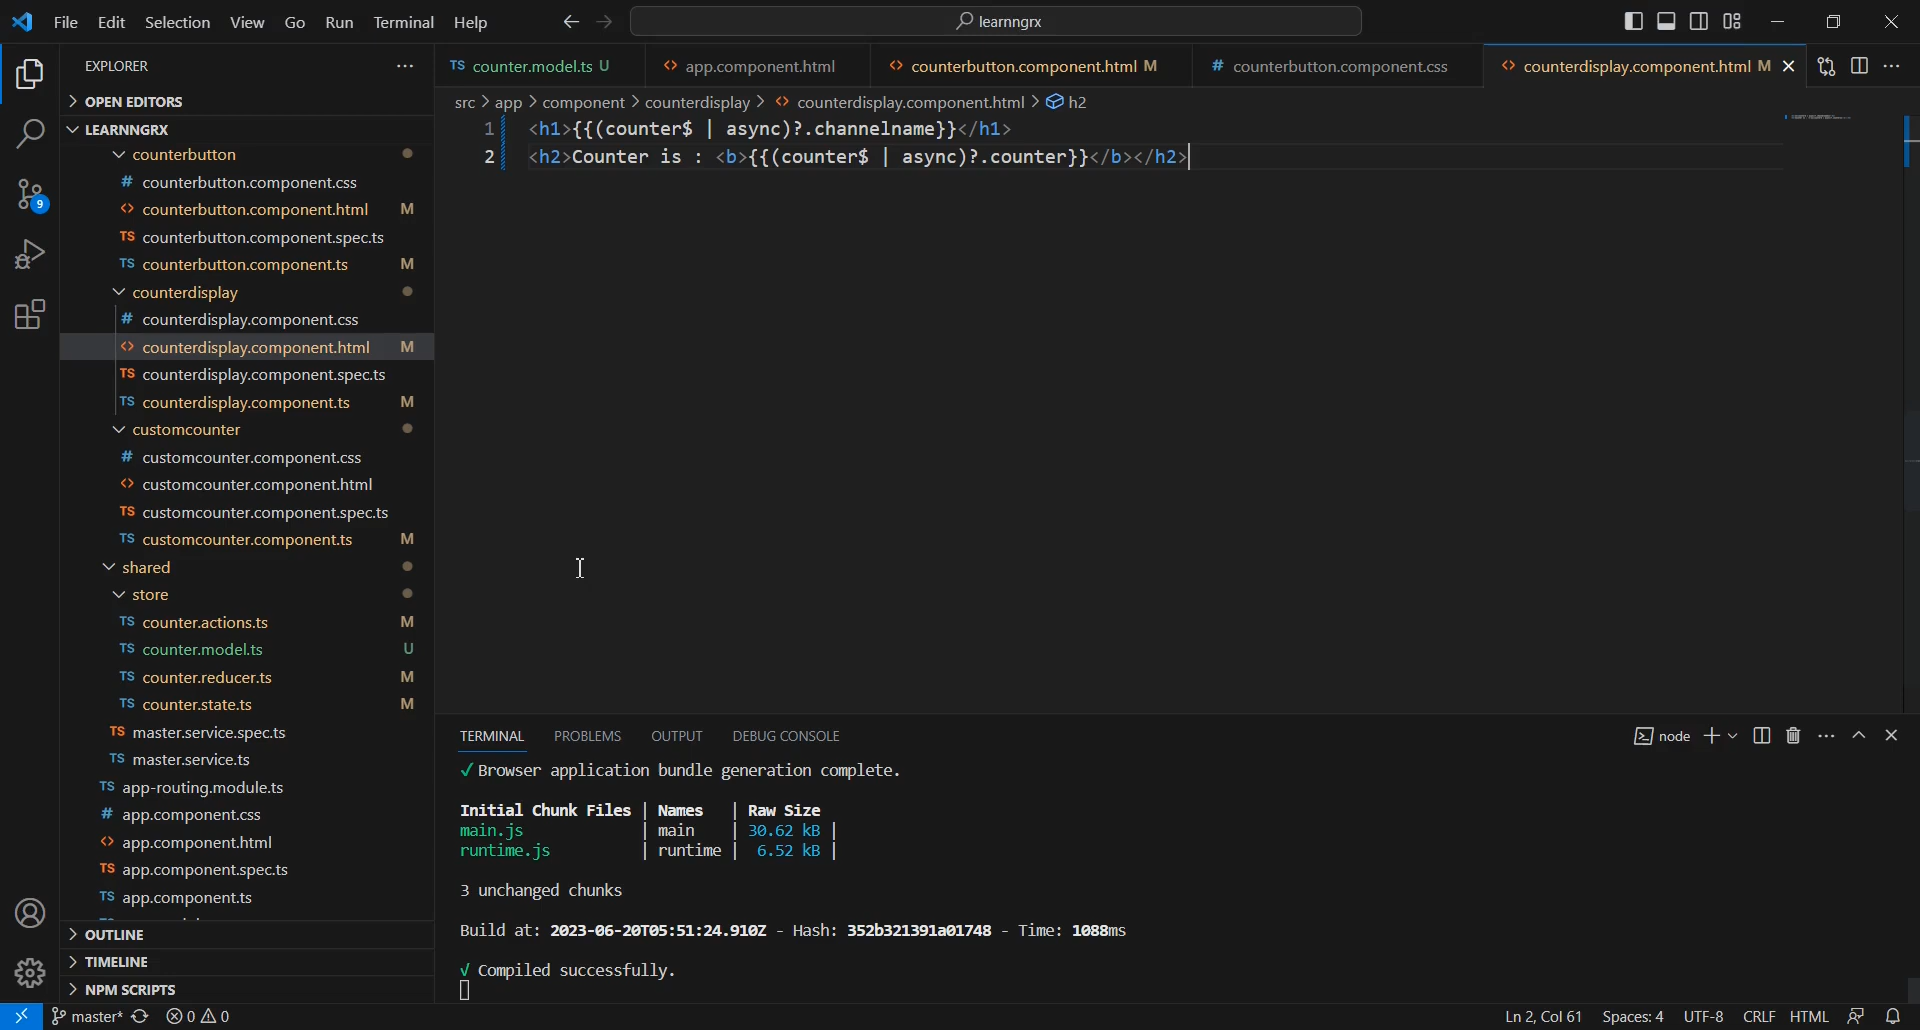 File Edit Selection View Go Run Terminal Help
learnngrx
EXPLORER
OPEN EDITORS
LEARNNGRX
counterbutton
# counterbutton.component.css
<> counterbutton.component.html M
TS counterbutton.component.spec.ts
TS counterbutton.component.ts M
counterdisplay
# counterdisplay.component.css
<> counterdisplay.component.html M
TS counterdisplay.component.spec.ts
TS counterdisplay.component.ts M
customcounter
# customcounter.component.css
<> customcounter.component.html
TS customcounter.component.spec.ts
TS customcounter.component.ts M
shared
store
TS counter.actions.ts M
TS counter.model.ts U
TS counter.reducer.ts M
TS counter.state.ts M
TS master.service.spec.ts
TS master.service.ts
TS app-routing.module.ts
# app.component.css
<> app.component.html
TS app.component.spec.ts
TS app.component.ts
OUTLINE
TIMELINE
NPM SCRIPTS
9
TS counter.model.ts U <> app.component.html <> counterbutton.component.html M # counterbutton.component.css <> counterdisplay.component.html M
src > app > component > counterdisplay > <> counterdisplay.component.html > h2
1 <h1>{{(counter$ | async)?.channelname}}</h1>
2 <h2>Counter is : <b>{{(counter$ | async)?.counter}}</b></h2>
TERMINAL PROBLEMS OUTPUT DEBUG CONSOLE
node
√ Browser application bundle generation complete.
Initial Chunk Files | Names | Raw Size
main.js | main | 30.62 kB |
runtime.js | runtime | 6.52 kB |
3 unchanged chunks
Build at: 2023-06-20T05:51:24.910Z - Hash: 352b321391a01748 - Time: 1088ms
√ Compiled successfully.
master* 0 0
Ln 2, Col 61 Spaces: 4 UTF-8 CRLF HTML